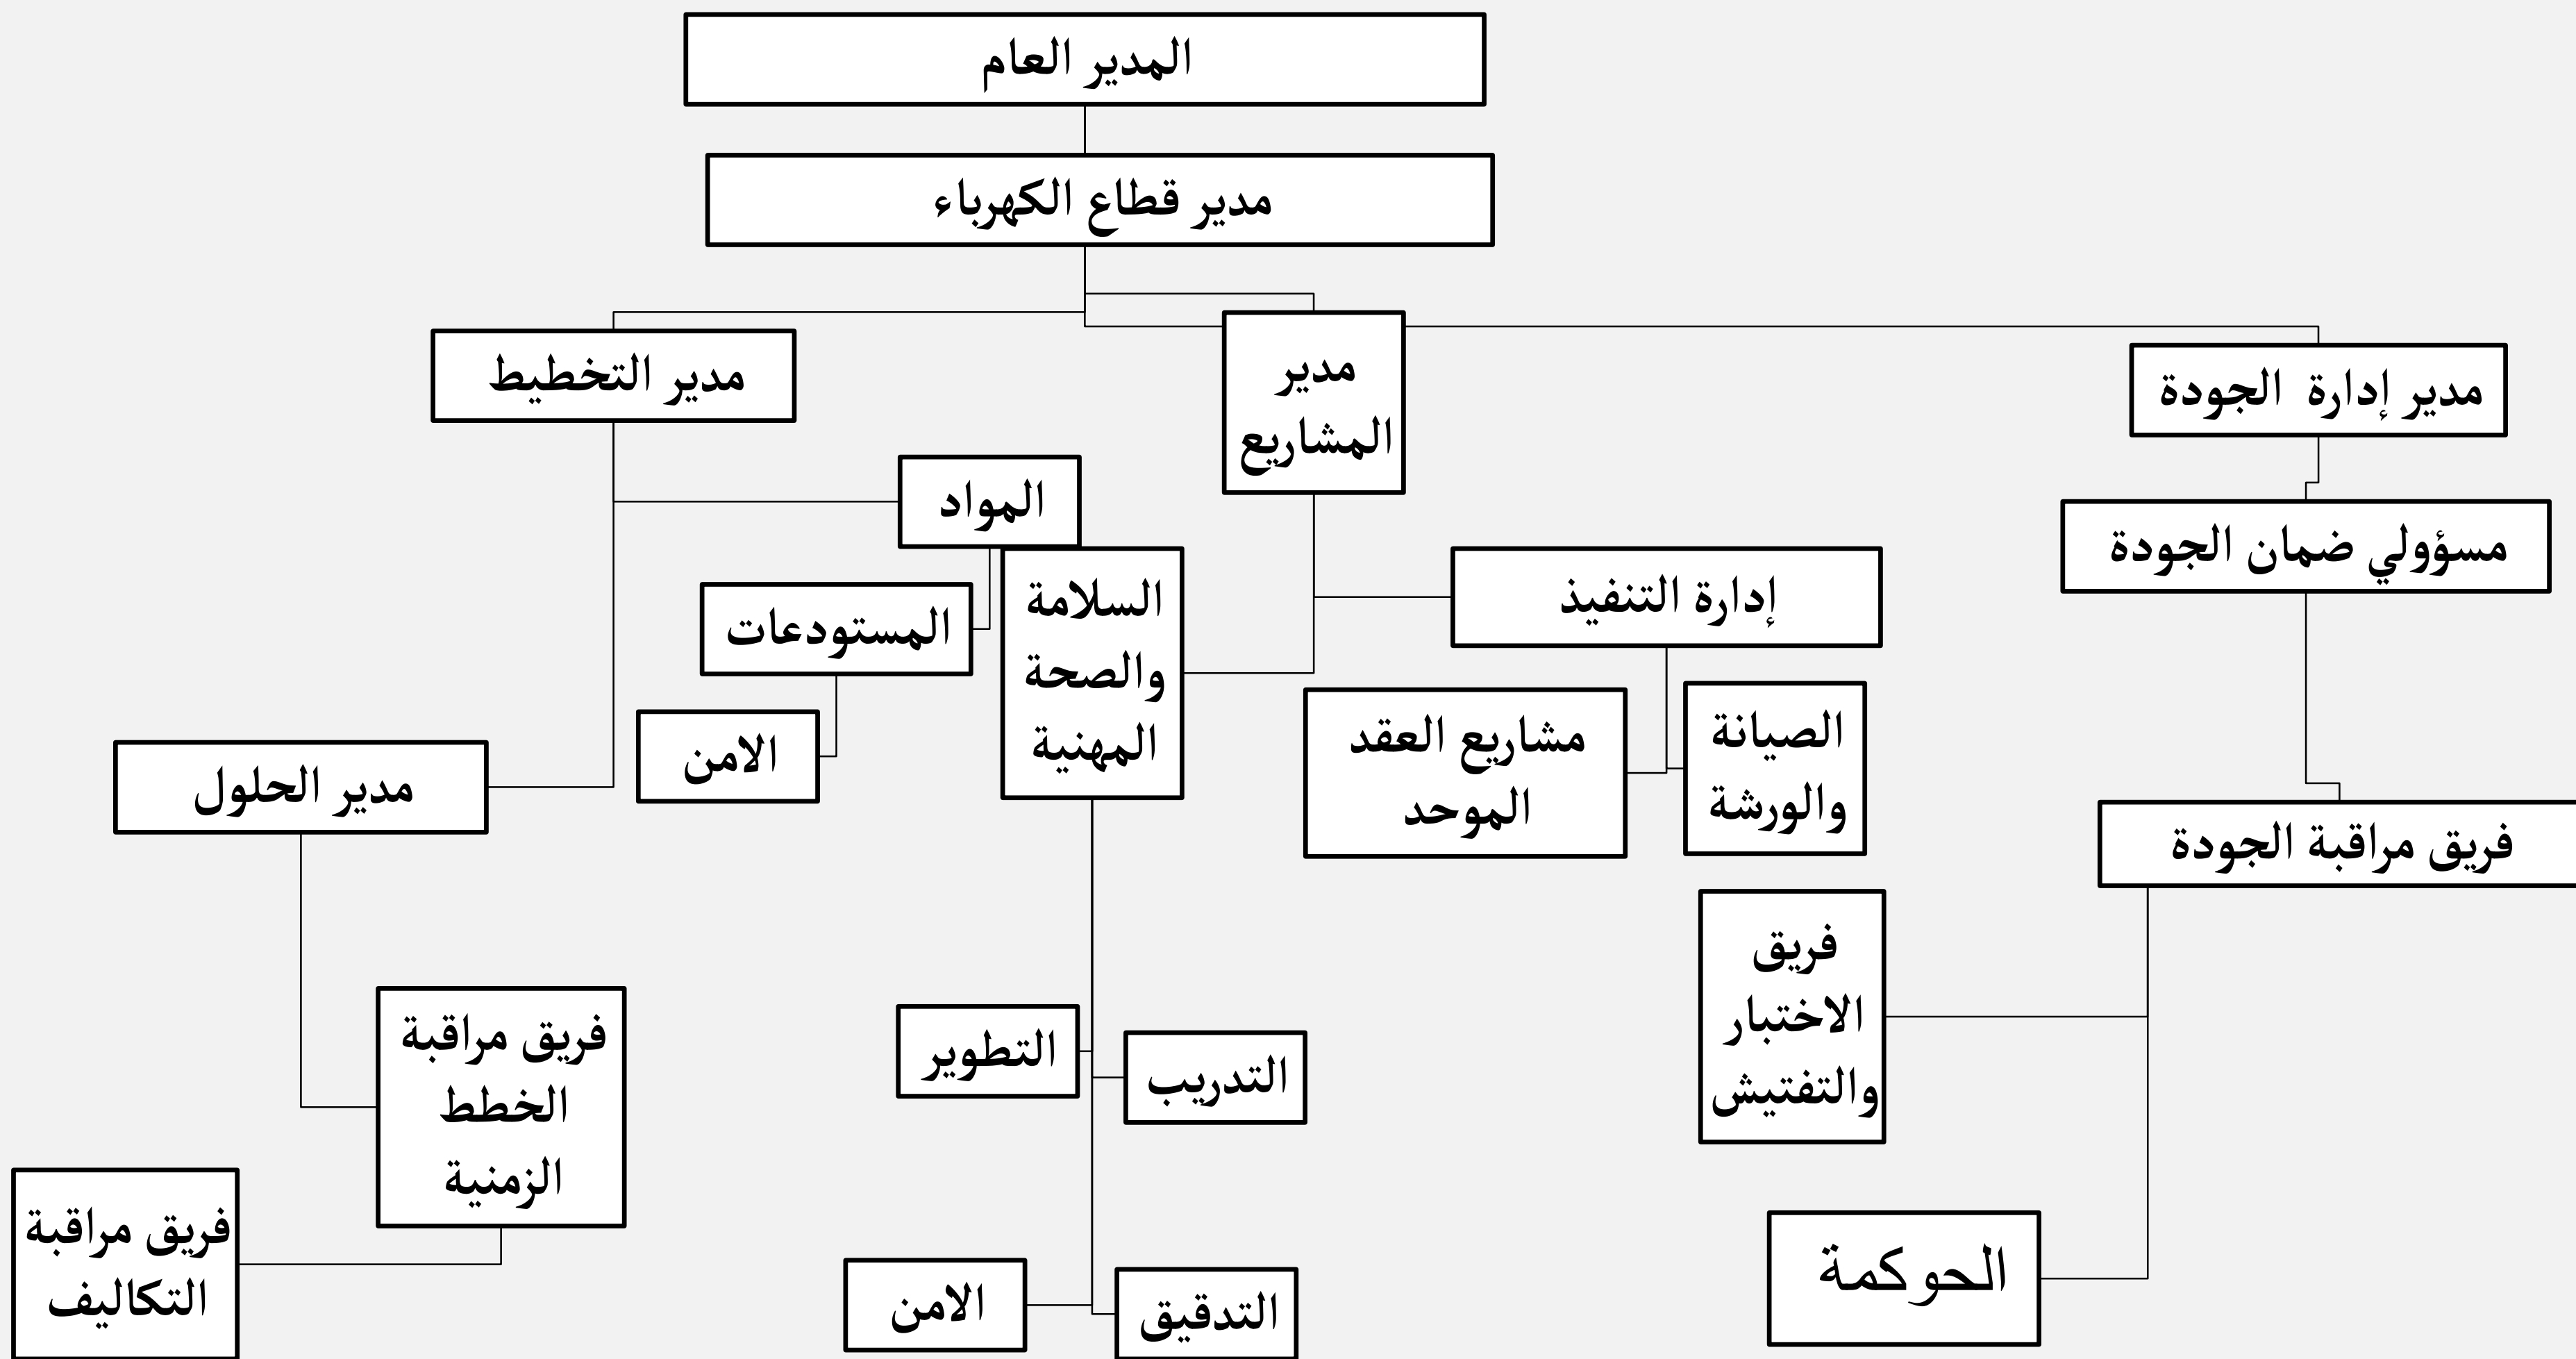 المدير العام
مدير قطاع الكهرباء
مدير إدارة الجودة
مدير
المشاريع
مدير التخطيط
مسؤولي ضمان الجودة
المواد
إدارة التنفيذ
السلامة
والصحة
المهنية
المستودعات
الصيانة
والورشة
مشاريع العقد
الموحد
الامن
مدير الحلول
فريق مراقبة الجودة
فريق
الاختبار
والتفتيش
فريق مراقبة
الخطط
الزمنية
التدريب
التطوير
فريق مراقبة
التكاليف
الحوكمة
التدقيق
الامن